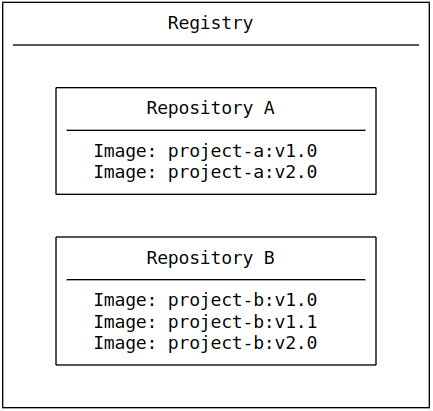 Registry
Repository A
Image: project-a:v1.0
Image: project-a:v2.0
Repository B
Image: project-b:v1.0
Image: project-b:v1.1
Image: project-b:v2.0